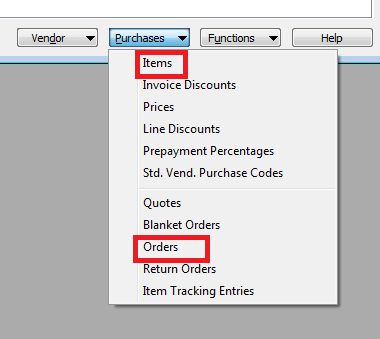 Vendor Purchases Functions Help
Items
Invoice Discounts
Prices
Line Discounts
Prepayment Percentages
Std. Vend. Purchase Codes
Quotes
Blanket Orders
Orders
Return Orders
Item Tracking Entries